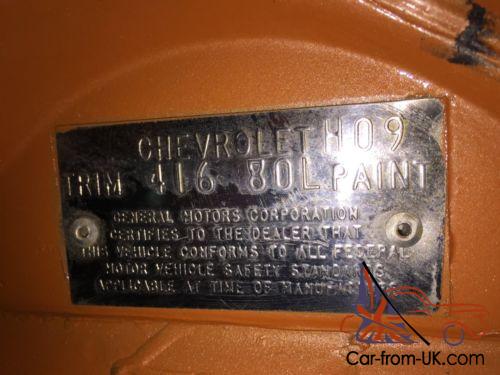 CHEVROLET H09
TRIM 416 80L PAINT
GENERAL MOTORS CORPORATION
CERTIFIES TO THE DEALER THAT
THIS VEHICLE CONFORMS TO ALL FEDERAL
MOTOR VEHICLE SAFETY STANDARDS
APPLICABLE AT TIME OF MANUFAC
Car-from-UK.com